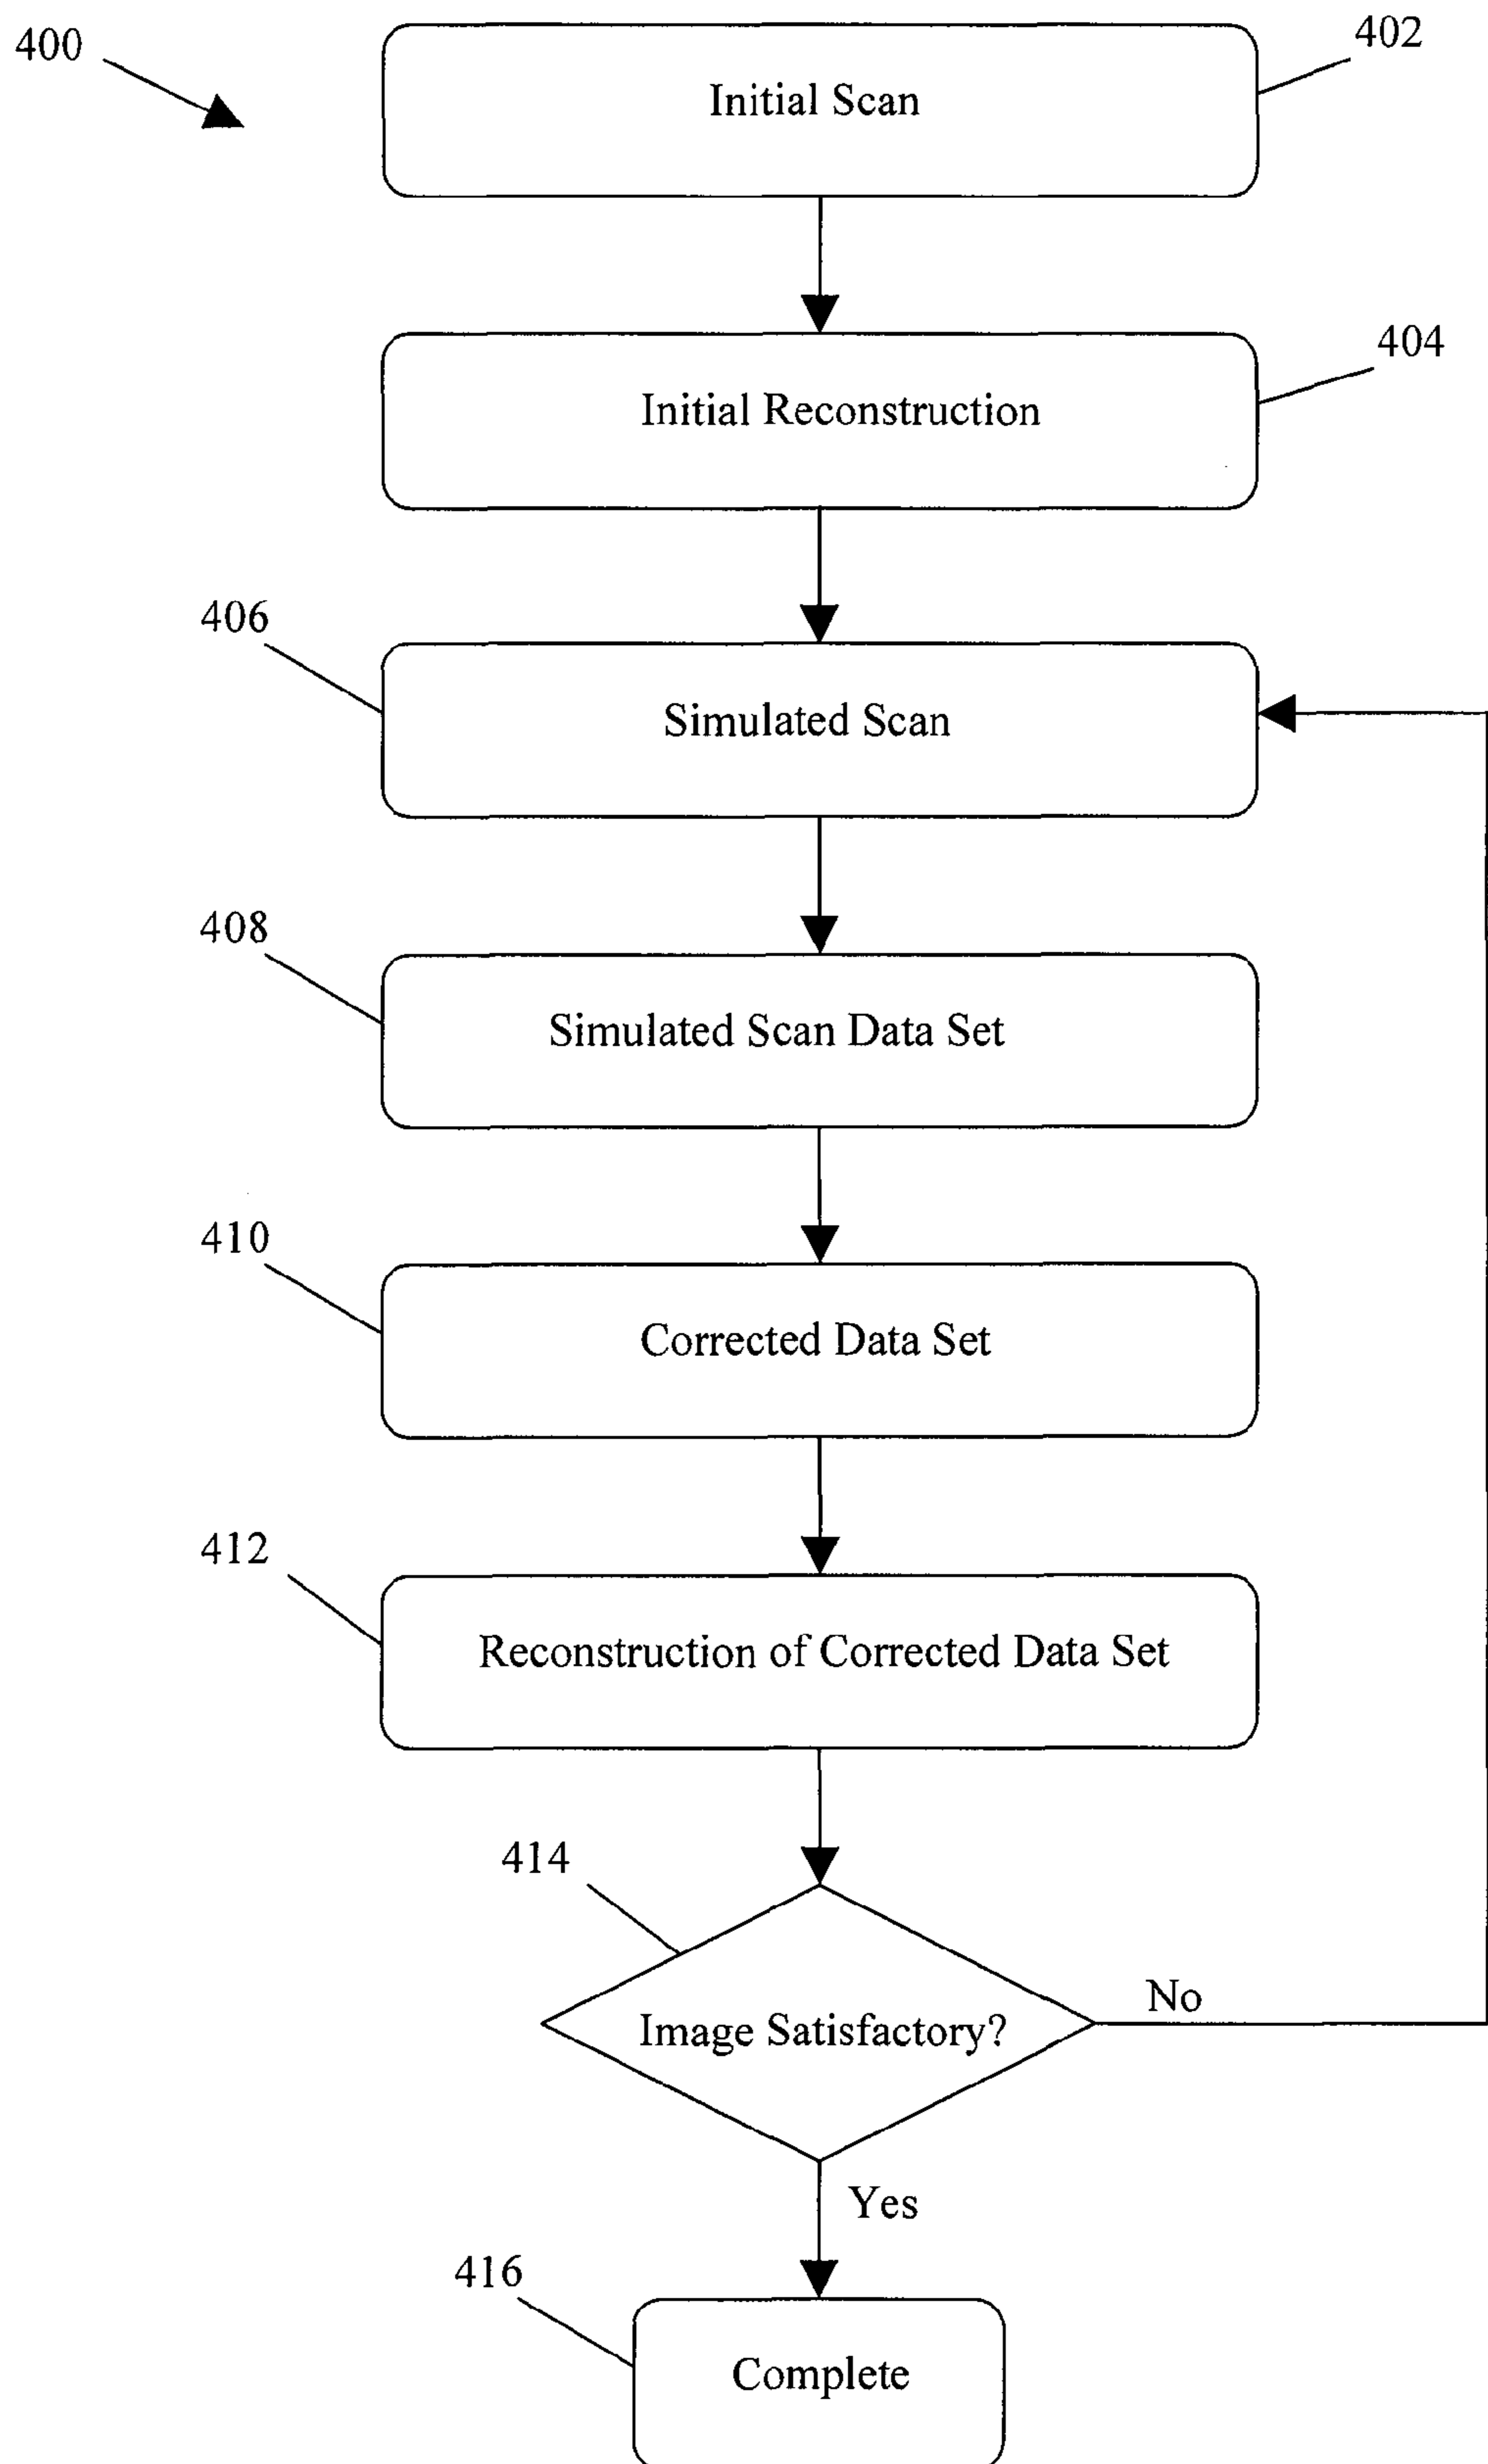 400
402
Initial Scan
404
Initial Reconstruction
406
Simulated Scan
408
Simulated Scan Data Set
410
Corrected Data Set
412
Reconstruction of Corrected Data Set
414
Image Satisfactory?
No
Yes
416
Complete